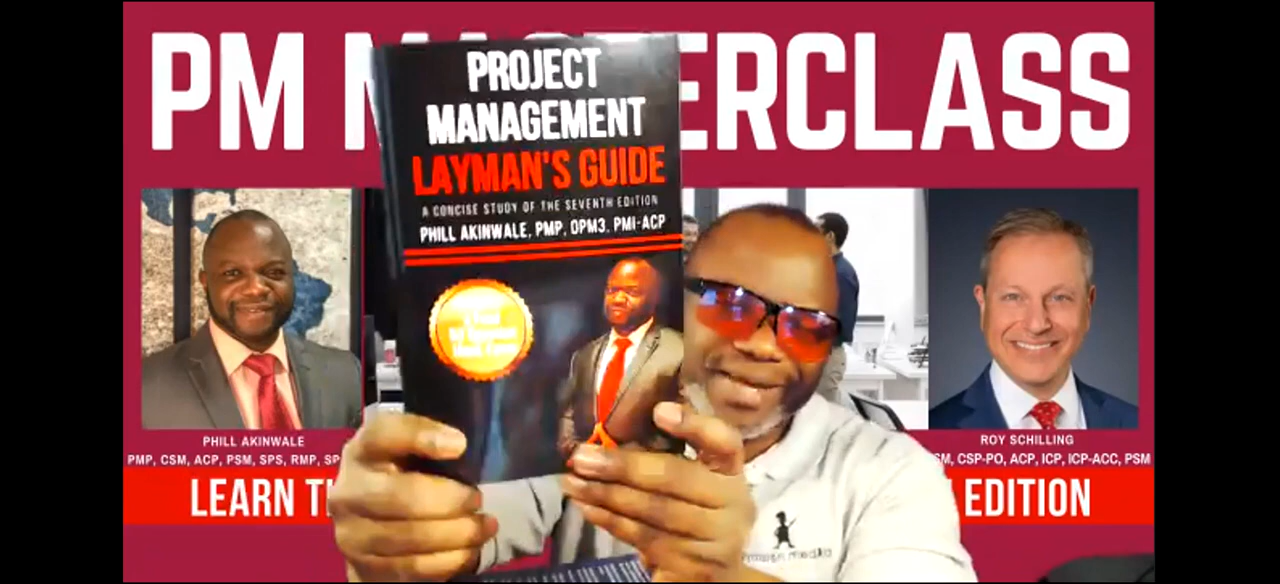 PM M ERCLASS
PROJECT
MANAGEMENT
LAYMAN'S GUIDE
A CONCISE STUDY OF THE SEVENTH EDITION
PHILL AKINWALE, PMP, OPM3, PMI-ACP
PHILL AKINWALE
PMP, CSM, ACP, PSM, SPS, RMP, SP
ROY SCHILLING
SM, CSP-PO, ACP, ICP, ICP-ACC, PSM
LEARN T
EDITION